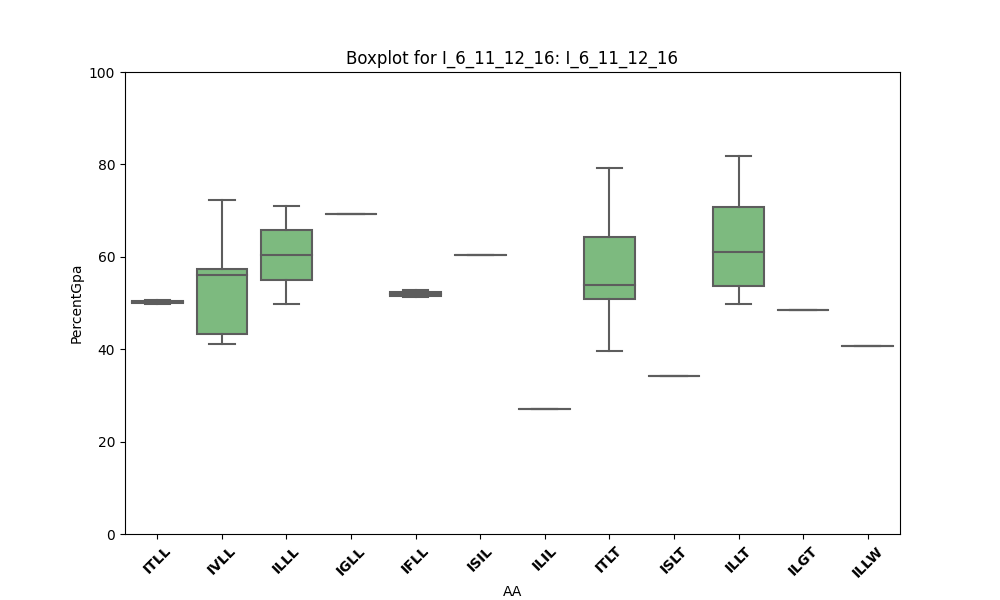 Boxplot for I_6_11_12_16: I_6_11_12_16
PercentGpa
100
80
60
40
20
0
ITLL
IVLL
ILLL
IGLL
IFLL
ISIL
ILIL
ITLT
ISLT
ILLT
ILGT
ILLW
AA